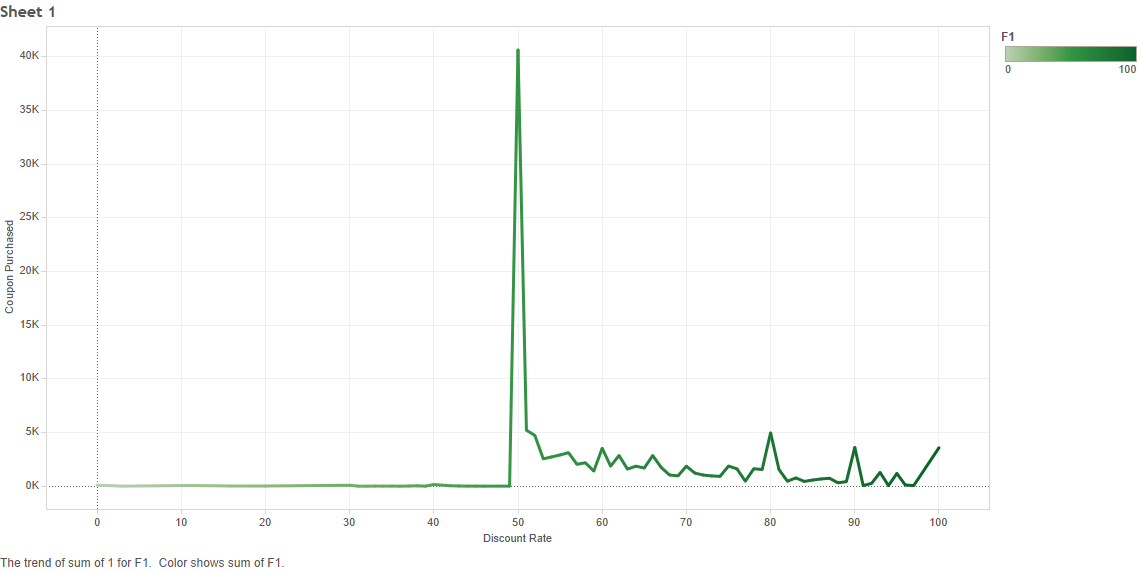 Sheet 1
F1
0 100
40K
35K
30K
25K
20K
15K
10K
5K
0K
Coupon Purchased
0 10 20 30 40 50 60 70 80 90 100
Discount Rate
The trend of sum of 1 for F1.  Color shows sum of F1.